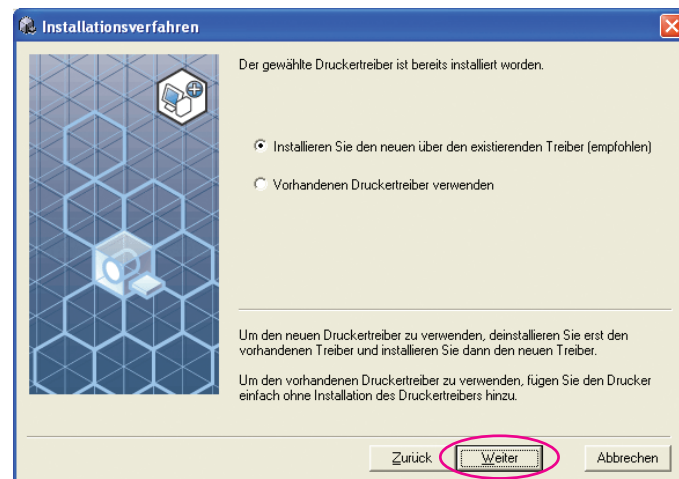 Installationsverfahren
Der gewählte Druckertreiber ist bereits installiert worden.
Installieren Sie den neuen über den existierenden Treiber (empfohlen)
Vorhandenen Druckertreiber verwenden
Um den neuen Druckertreiber zu verwenden, deinstallieren Sie erst den
vorhandenen Treiber und installieren Sie dann den neuen Treiber.
Um den vorhandenen Druckertreiber zu verwenden, fügen Sie den Drucker
einfach ohne Installation des Druckertreibers hinzu.
Zurück Weiter Abbrechen